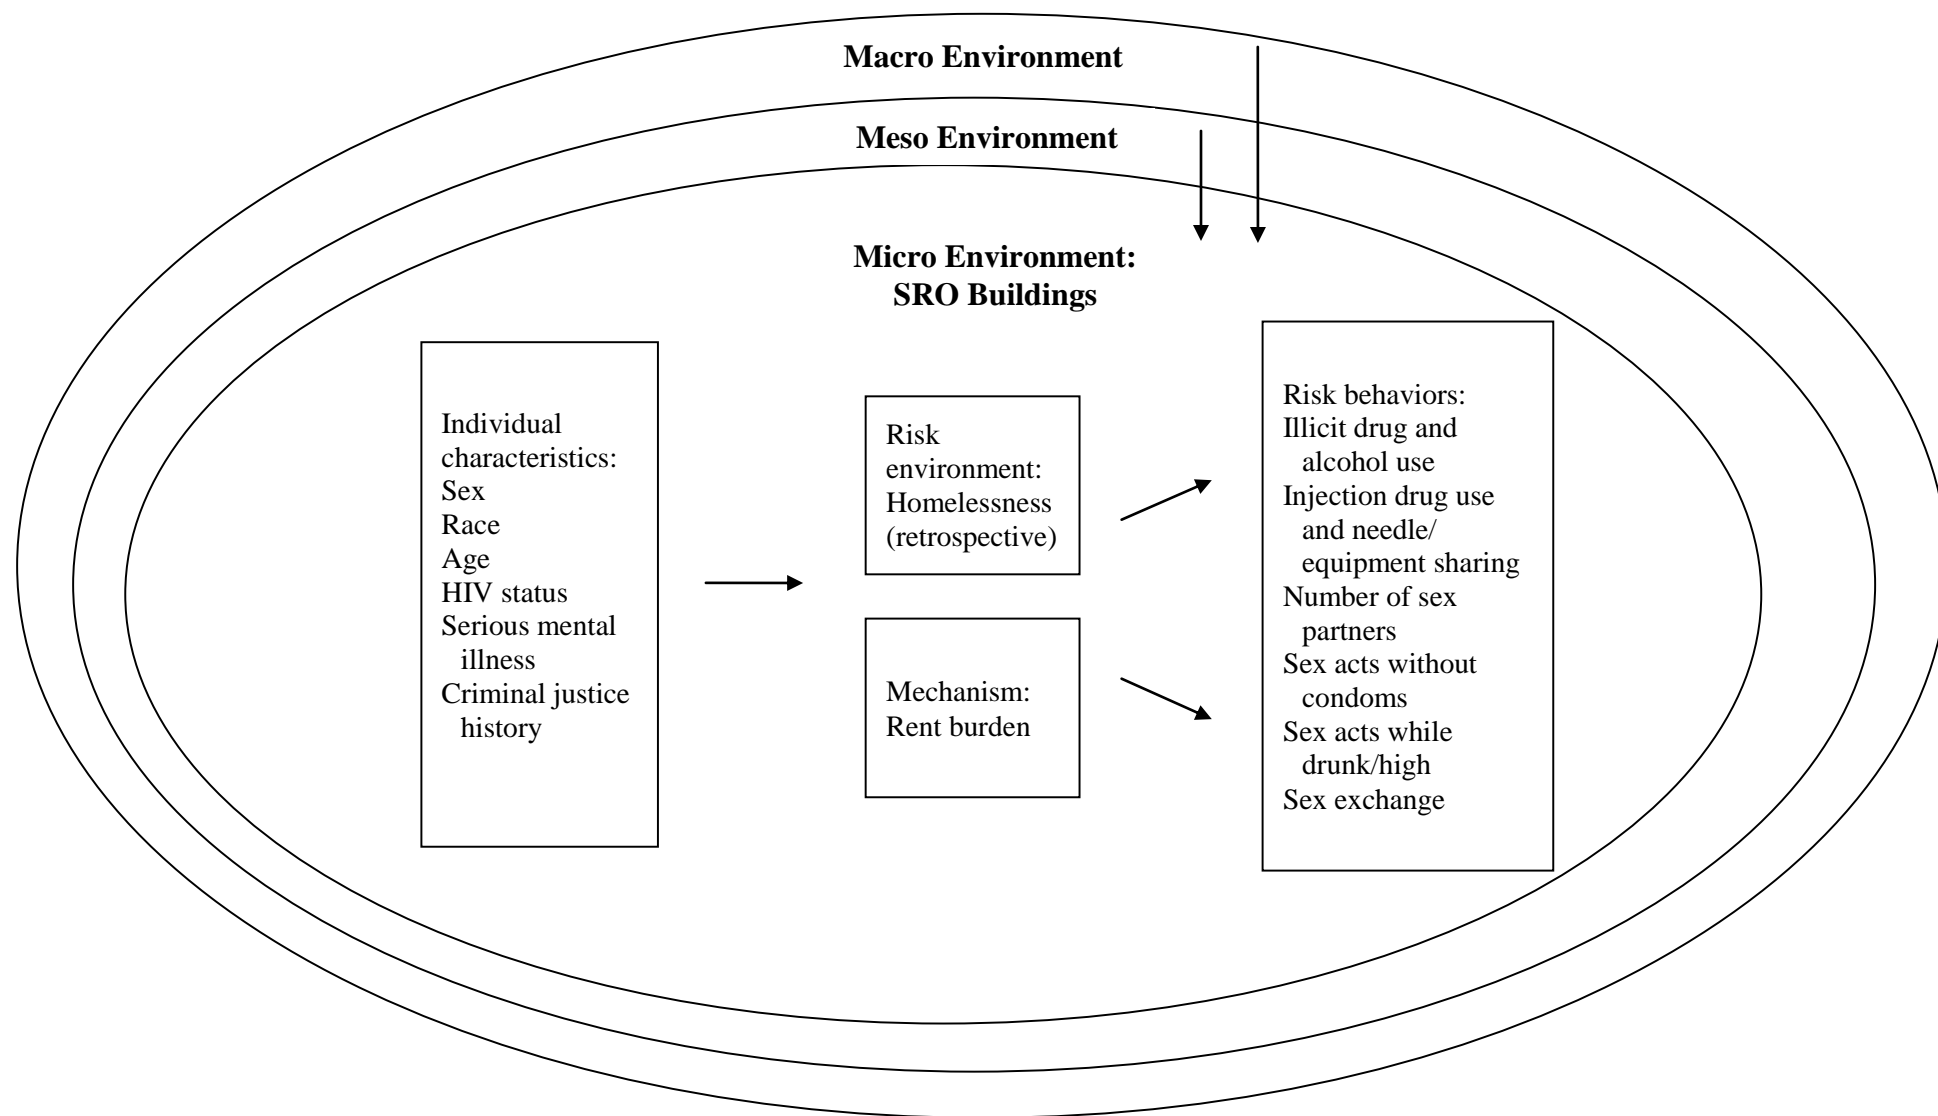 Macro Environment
Meso Environment
Micro Environment:
SRO Buildings
Individual
characteristics:
Sex
Race
Age
HIV status
Serious mental
illness
Criminal justice
history
Risk
environment:
Homelessness
(retrospective)
Mechanism:
Rent burden
Risk behaviors:
Illicit drug and
alcohol use
Injection drug use
and needle/
equipment sharing
Number of sex
partners
Sex acts without
condoms
Sex acts while
drunk/high
Sex exchange